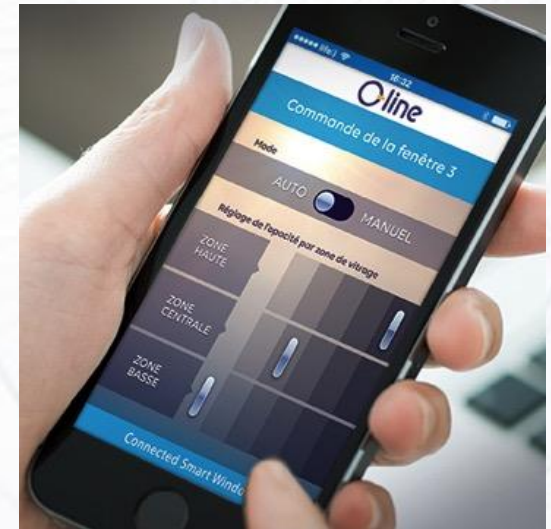 16:32
O-line
Commande de la fenêtre 3
Mode
AUTO MANUEL
Réglage de l'opacité par zone de vitrage
ZONE
HAUTE
ZONE
CENTRALE
ZONE
BASSE
Connected Smart Windo